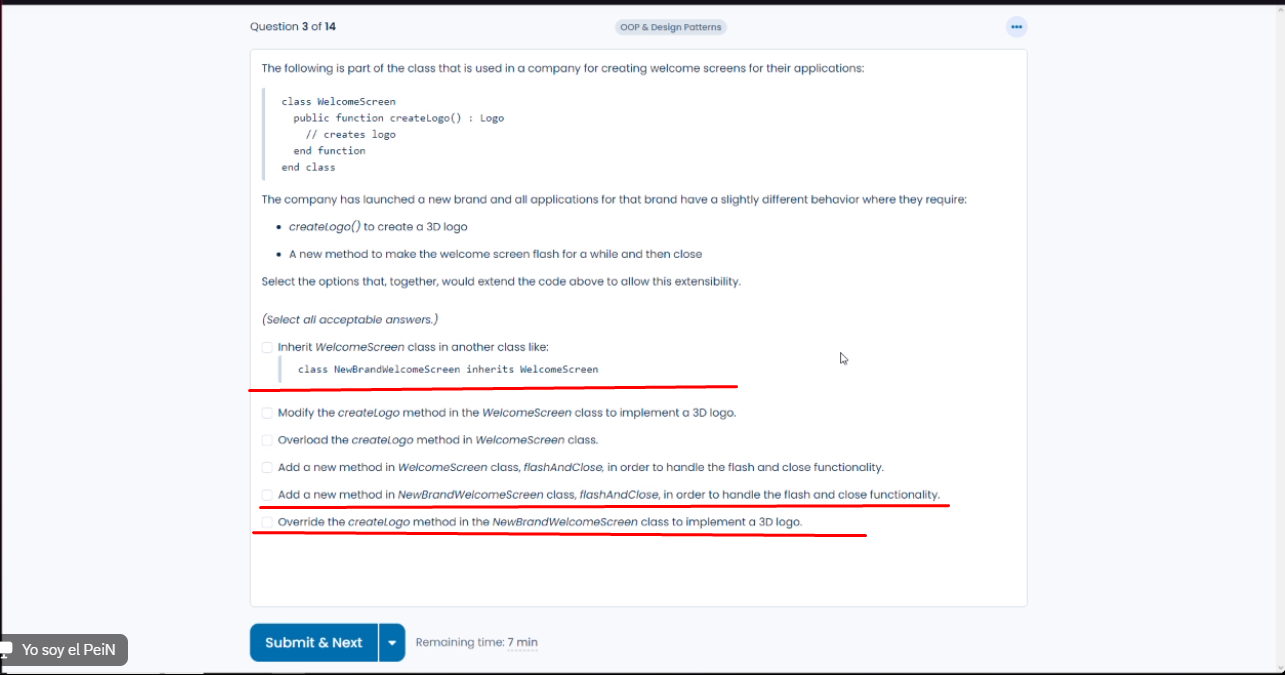 Question 3 of 14
OOP & Design Patterns
The following is part of the class that is used in a company for creating welcome screens for their applications:
class WelcomeScreen
public function createLogo() : Logo
// creates logo
end function
end class
The company has launched a new brand and all applications for that brand have a slightly different behavior where they require:
• createLogo() to create a 3D logo
• A new method to make the welcome screen flash for a while and then close
Select the options that, together, would extend the code above to allow this extensibility.
(Select all acceptable answers.)
Inherit WelcomeScreen class in another class like:
class NewBrandWelcomeScreen inherits WelcomeScreen
Modify the createLogo method in the WelcomeScreen class to implement a 3D logo.
Overload the createLogo method in WelcomeScreen class.
Add a new method in WelcomeScreen class, flashAndClose, in order to handle the flash and close functionality.
Add a new method in NewBrandWelcomeScreen class, flashAndClose, in order to handle the flash and close functionality.
Override the createLogo method in the NewBrandWelcomeScreen class to implement a 3D logo.
Submit & Next
Remaining time: 7 min
Yo soy el PeiN